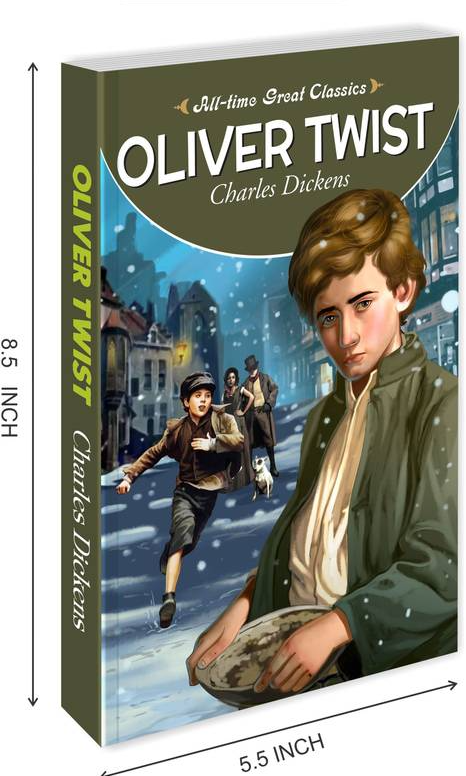 All-time Great Classics
OLIVER TWIST
Charles Dickens
OLIVER TWIST Charles Dickens
8.5 INCH
5.5 INCH